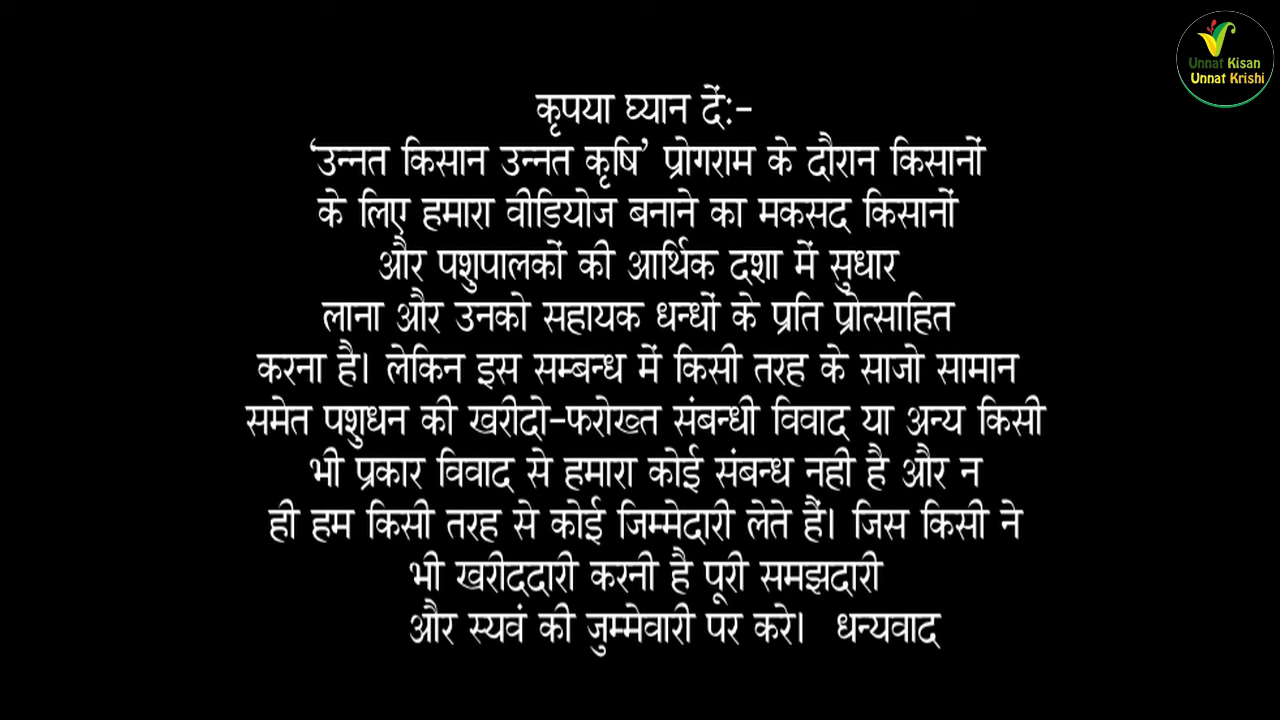 Unnat Kisan
Unnat Krishi
कृपया घ्यान दें:-
'उन्नत किसान उन्नत कृषि' प्रोगराम के दौरान किसानों
के लिए हमारा वीडियोज बनाने का मकसद किसानों
और पशुपालकों की आर्थिक दशा में सुधार
लाना और उनको सहायक धन्धों के प्रति प्रोत्साहित
करना है। लेकिन इस सम्बन्ध में किसी तरह के साजो सामान
समेत पशुधन की खरीदो-फरोख्त संबन्धी विवाद या अन्य किसी
भी प्रकार विवाद से हमारा कोई संबन्ध नही है और न
ही हम किसी तरह से कोई जिम्मेदारी लेते हैं। जिस किसी ने
भी खरीददारी करनी है पूरी समझदारी
और स्यवं की जुम्मेवारी पर करे। धन्यवाद